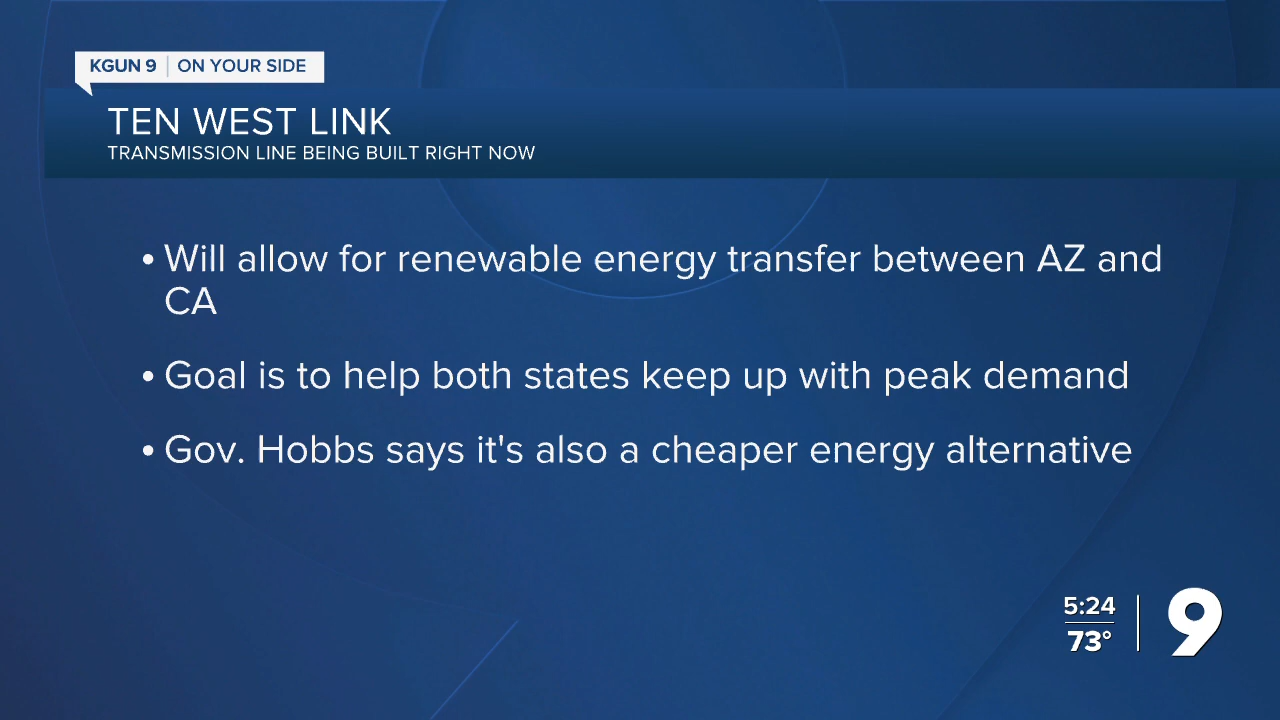 KGUN 9 | ON YOUR SIDE
TEN WEST LINK
TRANSMISSION LINE BEING BUILT RIGHT NOW
• Will allow for renewable energy transfer between AZ and
CA
• Goal is to help both states keep up with peak demand
• Gov. Hobbs says it's also a cheaper energy alternative
5:24
73°
9